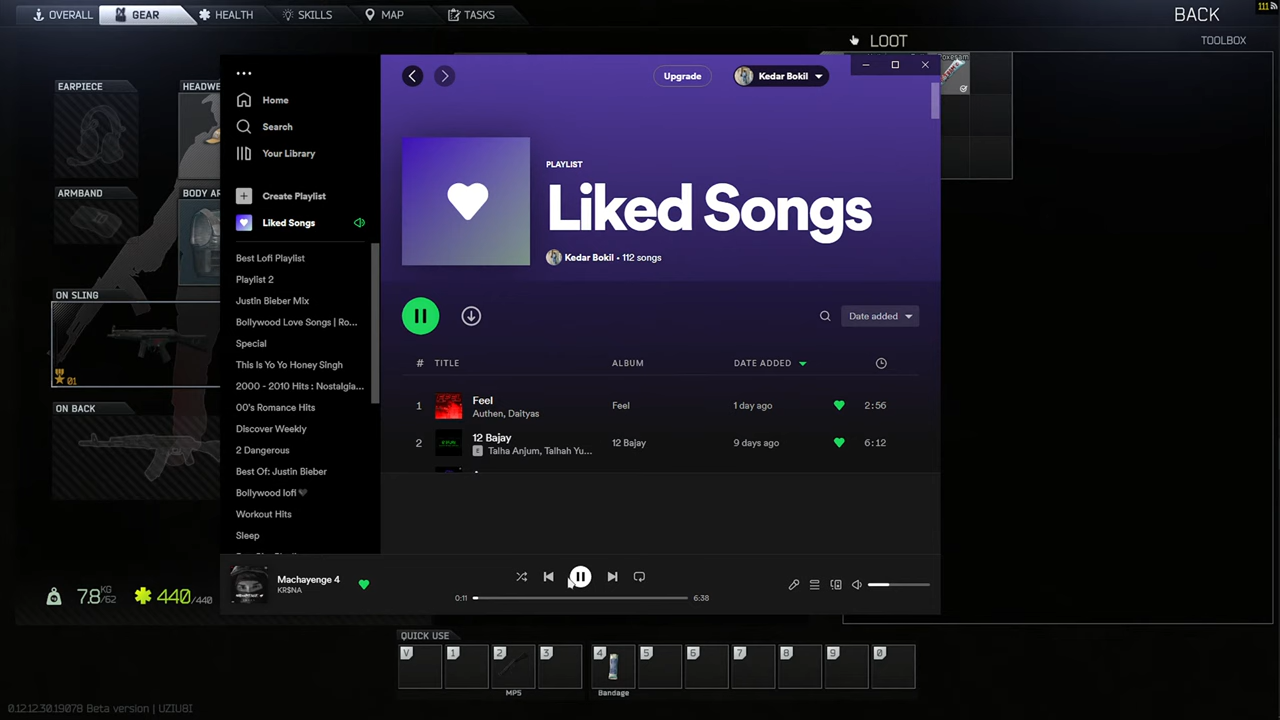 OVERALL
GEAR
HEALTH
SKILLS
MAP
TASKS
BACK
111
LOOT
TOOLBOX
EARPIECE
HEADWE
ARMBAND
BODY AR
ON SLING
01
ON BACK
7.8 KG /62
440/440
Home
Search
Your Library
Create Playlist
Liked Songs
Best Lofi Playlist
Playlist 2
Justin Bieber Mix
Bollywood Love Songs | Ro...
Special
This Is Yo Yo Honey Singh
2000 - 2010 Hits : Nostalgia...
00's Romance Hits
Discover Weekly
2 Dangerous
Best Of: Justin Bieber
Bollywood lofi
Workout Hits
Sleep
Upgrade
Kedar Bokil
PLAYLIST
Liked Songs
Kedar Bokil • 112 songs
Date added
# TITLE ALBUM DATE ADDED
1 Feel Feel 1 day ago 2:56
Authen, Daityas
2 12 Bajay 12 Bajay 9 days ago 6:12
E Talha Anjum, Talhah Yu...
Machayenge 4
KR$NA
0:11 6:38
QUICK USE
V 1 2 3 4 5 6 7 8 9 0
MP5 Bandage
0.12.12.30.19078 Beta version | UZIU8I